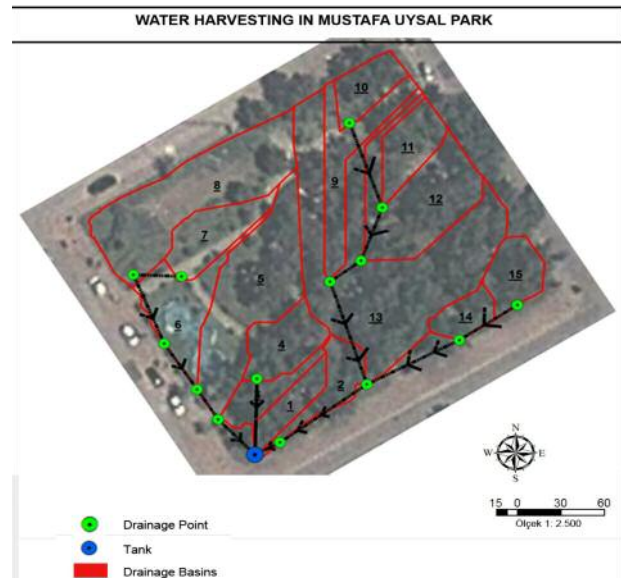 WATER HARVESTING IN MUSTAFA UYSAL PARK
10
11
8
9
12
7
5
15
6
14
13
4
2
1
N
W E
S
15 0 30 60
Ölçek 1: 2.500
Drainage Point
Tank
Drainage Basins